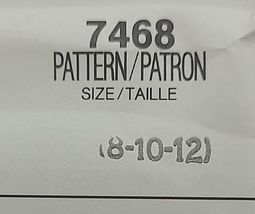 7468
PATTERN/PATRON
SIZE/TAILLE
(8-10-12)